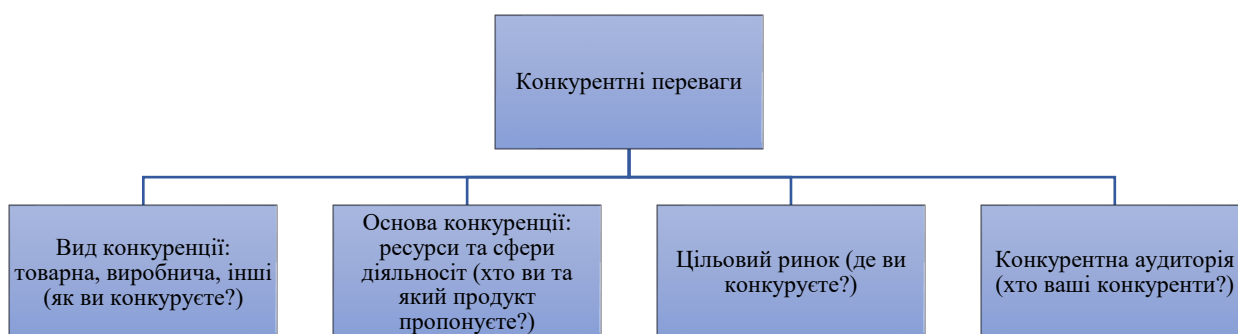 Конкурентні переваги
Вид конкуренції:
товарна, виробнича, інші
(як ви конкуруєте?)
Основа конкуренції:
ресурси та сфери
діяльносіт (хто ви та
який продукт
пропонуєте?)
Цільовий ринок (де ви
конкуруєте?)
Конкурентна аудиторія
(хто ваші конкуренти?)